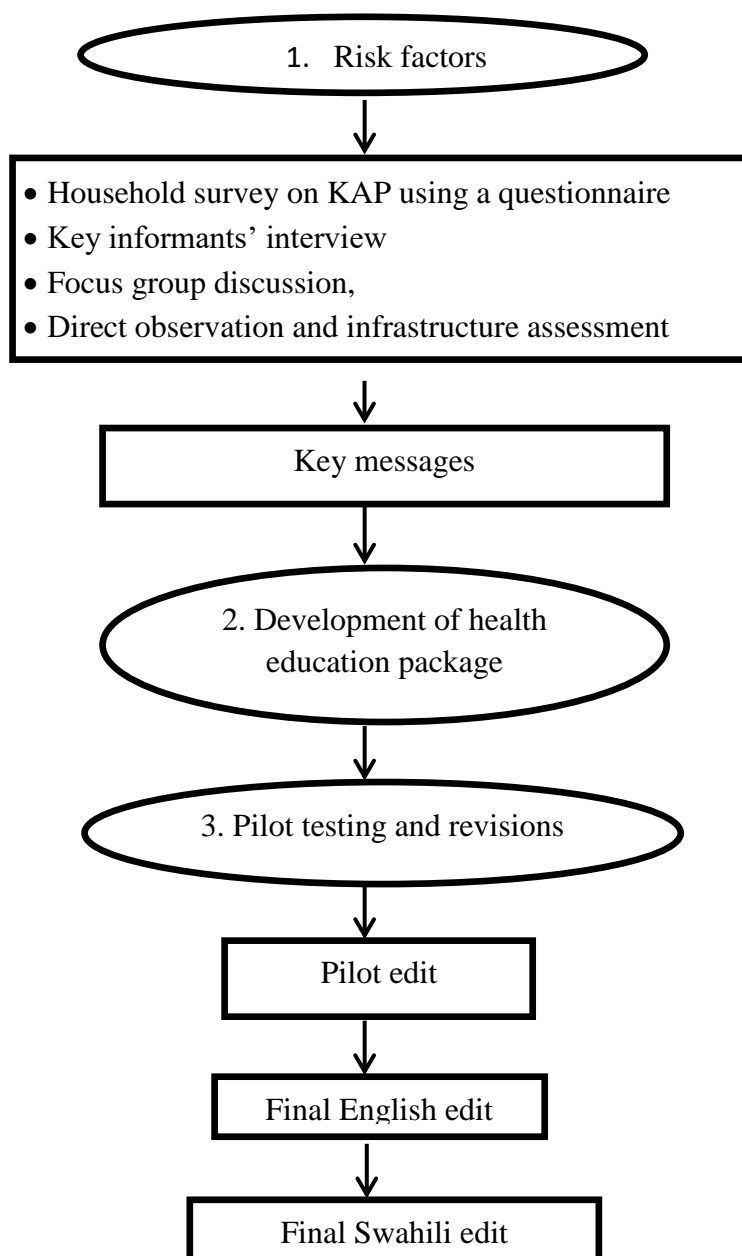 1. Risk factors
• Household survey on KAP using a questionnaire
• Key informants’ interview
• Focus group discussion,
• Direct observation and infrastructure assessment
Key messages
2. Development of health
education package
3. Pilot testing and revisions
Pilot edit
Final English edit
Final Swahili edit